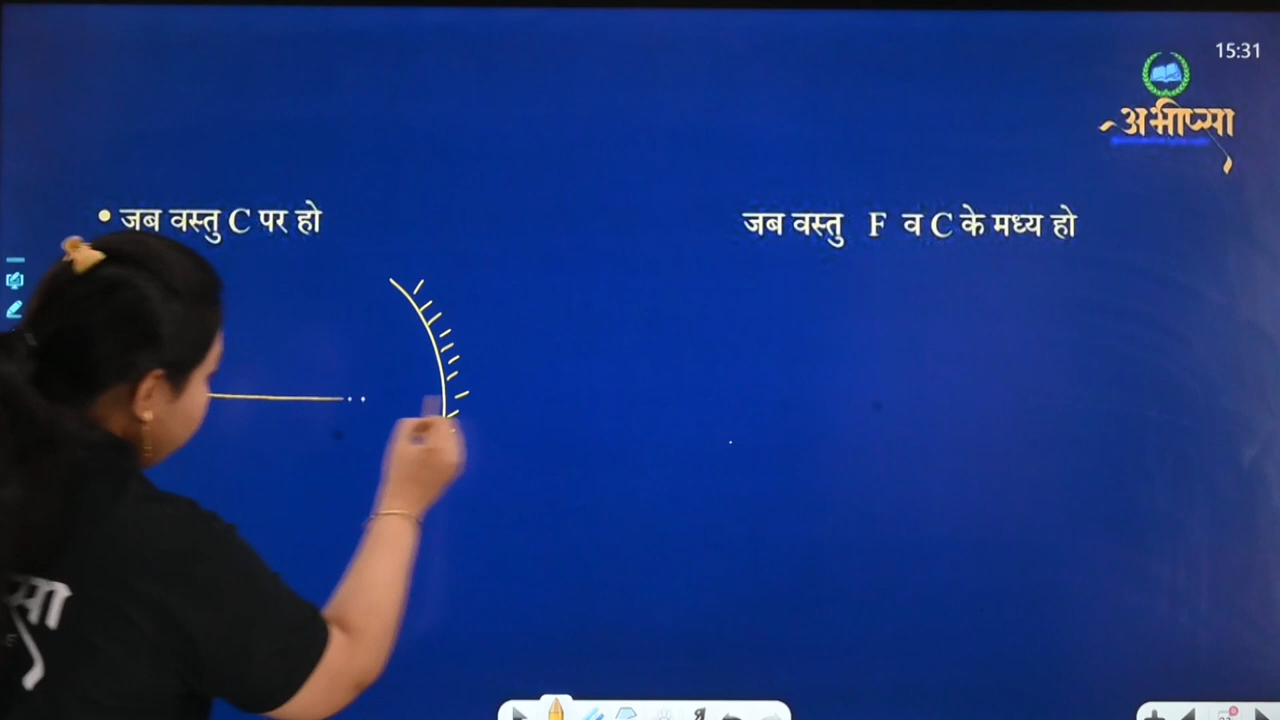 15:31
अभीप्सा
• जब वस्तु C पर हो
जब वस्तु F व C के मध्य हो